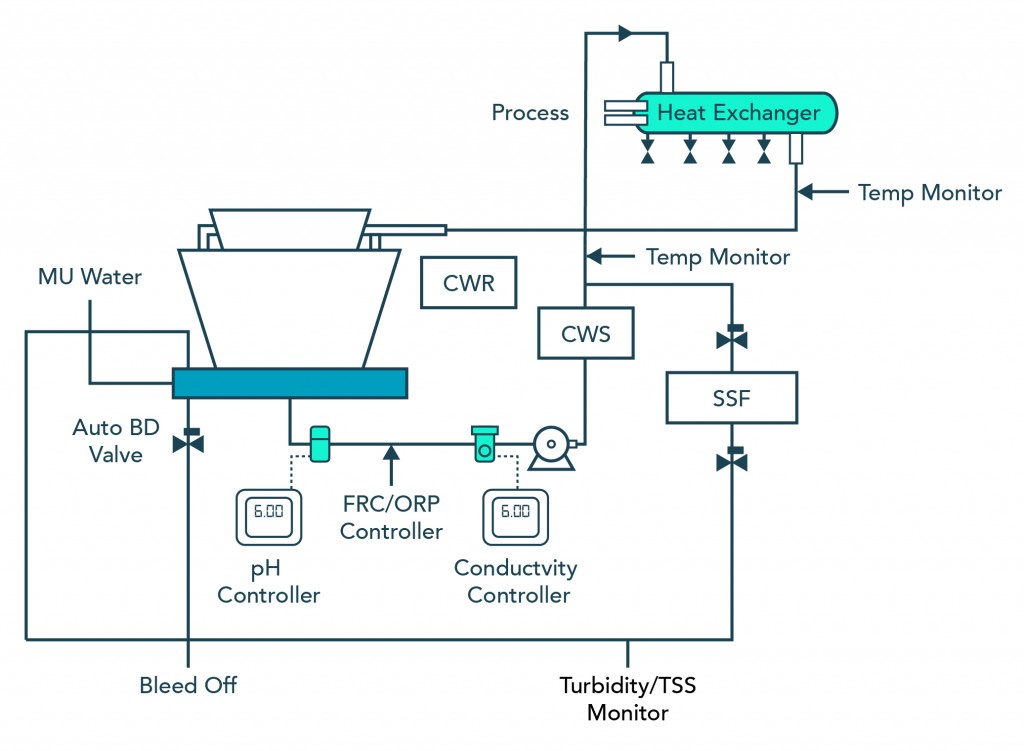 Process
Heat Exchanger
Temp Monitor
Temp Monitor
MU Water
CWR
CWS
SSF
Auto BD
Valve
6.00
FRC/ORP
Controller
6.00
pH
Controller
Conductvity
Controller
Bleed Off
Turbidity/TSS
Monitor